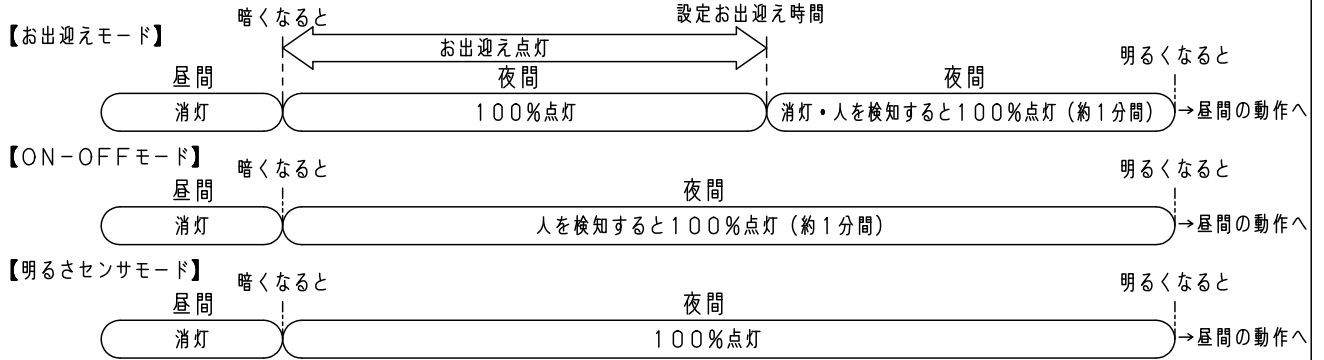 暗くなると 設定お出迎え時間
【お出迎えモード】
お出迎え点灯
明るくなると
昼間 夜間 夜間
消灯 100%点灯 消灯・人を検知すると100%点灯(約1分間) →昼間の動作へ
【ON-OFFモード】
暗くなると 明るくなると
昼間 夜間
消灯 人を検知すると100%点灯(約1分間) →昼間の動作へ
【明るさセンサモード】
暗くなると 明るくなると
昼間 夜間
消灯 100%点灯 →昼間の動作へ